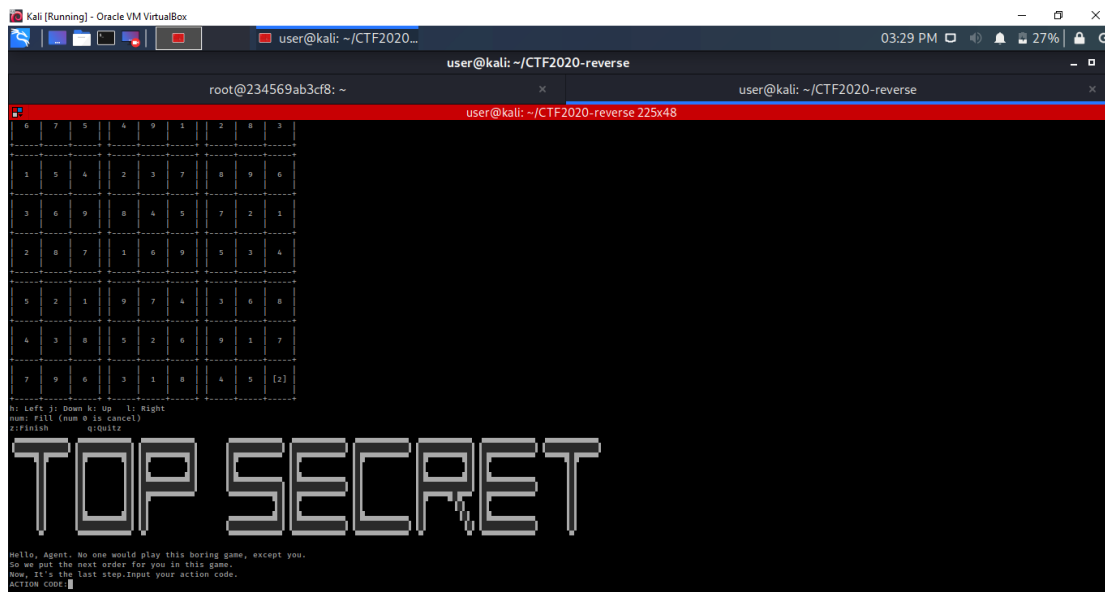 Kali [Running] - Oracle VM VirtualBox
user@kali: ~/CTF2020... 03:29 PM 27%
user@kali: ~/CTF2020-reverse
root@234569ab3cf8: ~ × user@kali: ~/CTF2020-reverse ×
user@kali: ~/CTF2020-reverse 225x48
6 7 5 4 9 1 2 8 3
1 5 4 2 3 7 8 9 6
3 6 9 8 4 5 7 2 1
2 8 7 1 6 9 5 3 4
5 2 1 9 7 4 3 6 8
4 3 8 5 2 6 9 1 7
7 9 6 3 1 8 4 5 [2]
h: Left j: Down k: Up l: Right
num: Fill (num 0 is cancel)
z:Finish q:Quitz
TOP SECRET
Hello, Agent. No one would play this boring game, except you.
So we put the next order for you in this game.
Now, It's the last step.Input your action code.
ACTION CODE: